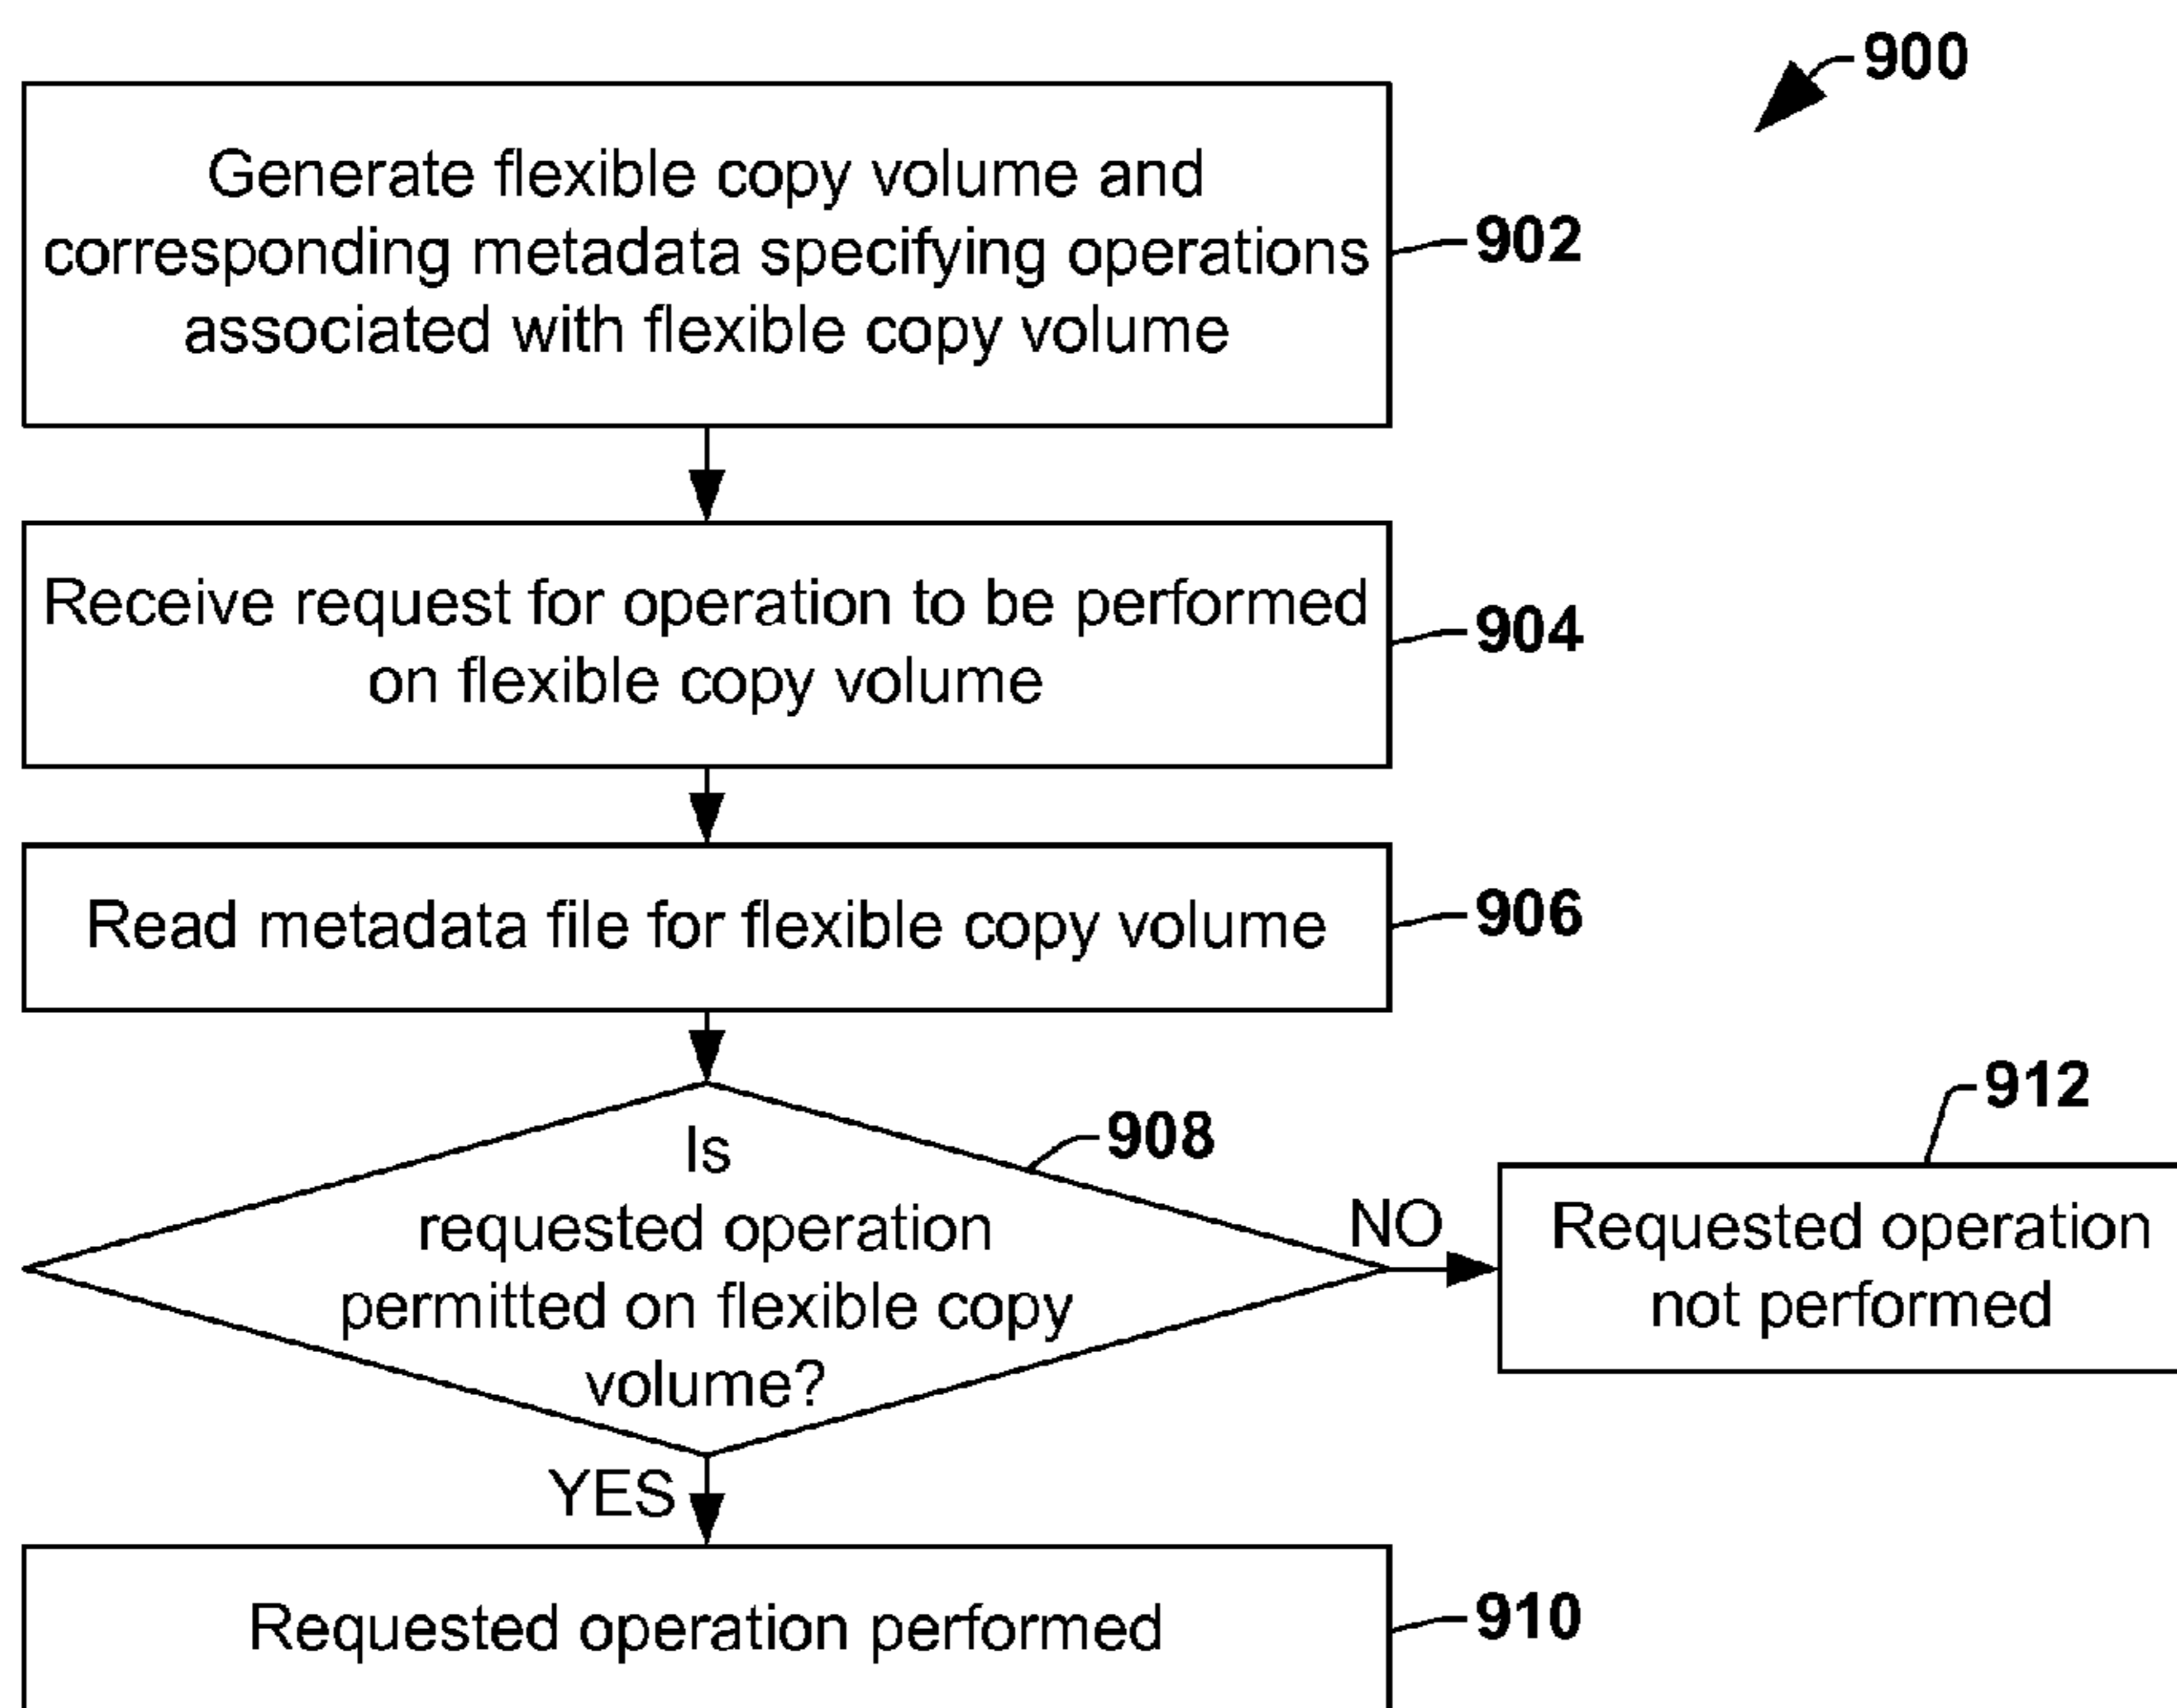 900
Generate flexible copy volume and
corresponding metadata specifying operations
associated with flexible copy volume
902
Receive request for operation to be performed
on flexible copy volume
904
Read metadata file for flexible copy volume
906
Is
requested operation
permitted on flexible copy
volume?
908
NO
912
Requested operation
not performed
YES
Requested operation performed
910